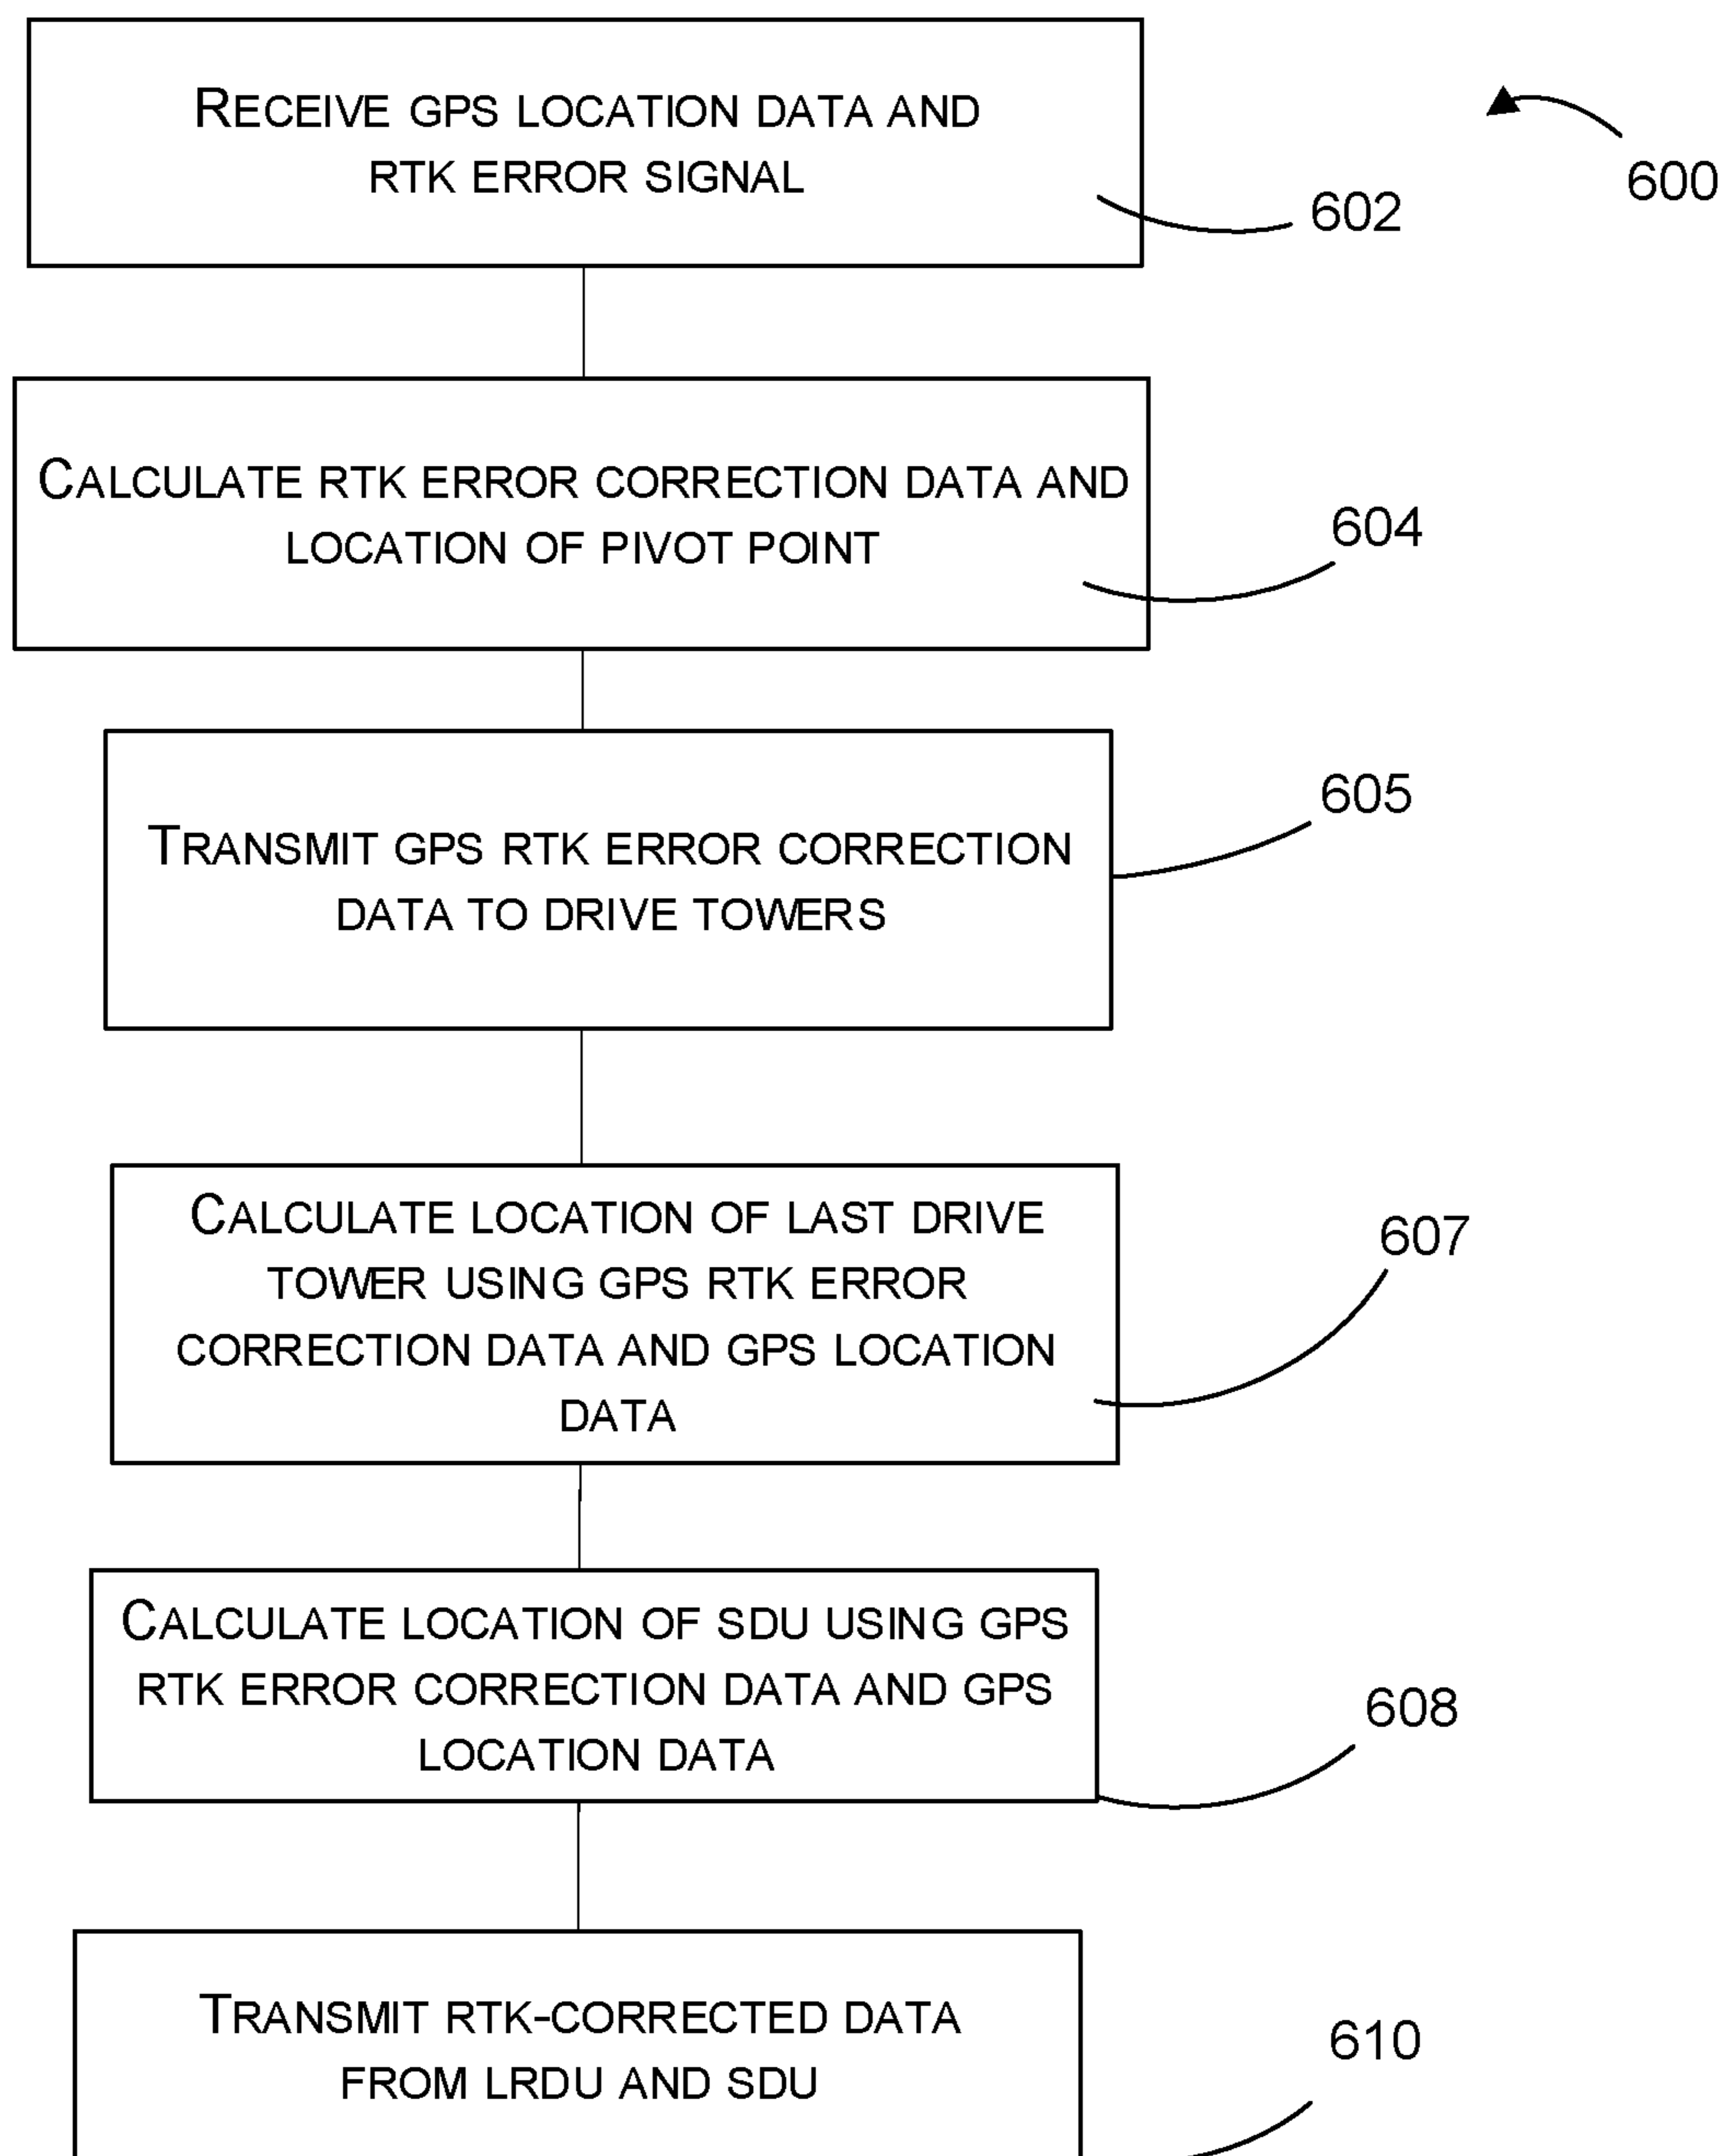 RECEIVE GPS LOCATION DATA AND
RTK ERROR SIGNAL
600
602
CALCULATE RTK ERROR CORRECTION DATA AND
LOCATION OF PIVOT POINT
604
TRANSMIT GPS RTK ERROR CORRECTION
DATA TO DRIVE TOWERS
605
CALCULATE LOCATION OF LAST DRIVE
TOWER USING GPS RTK ERROR
CORRECTION DATA AND GPS LOCATION
DATA
607
CALCULATE LOCATION OF SDU USING GPS
RTK ERROR CORRECTION DATA AND GPS
LOCATION DATA
608
TRANSMIT RTK-CORRECTED DATA
FROM LRDU AND SDU
610